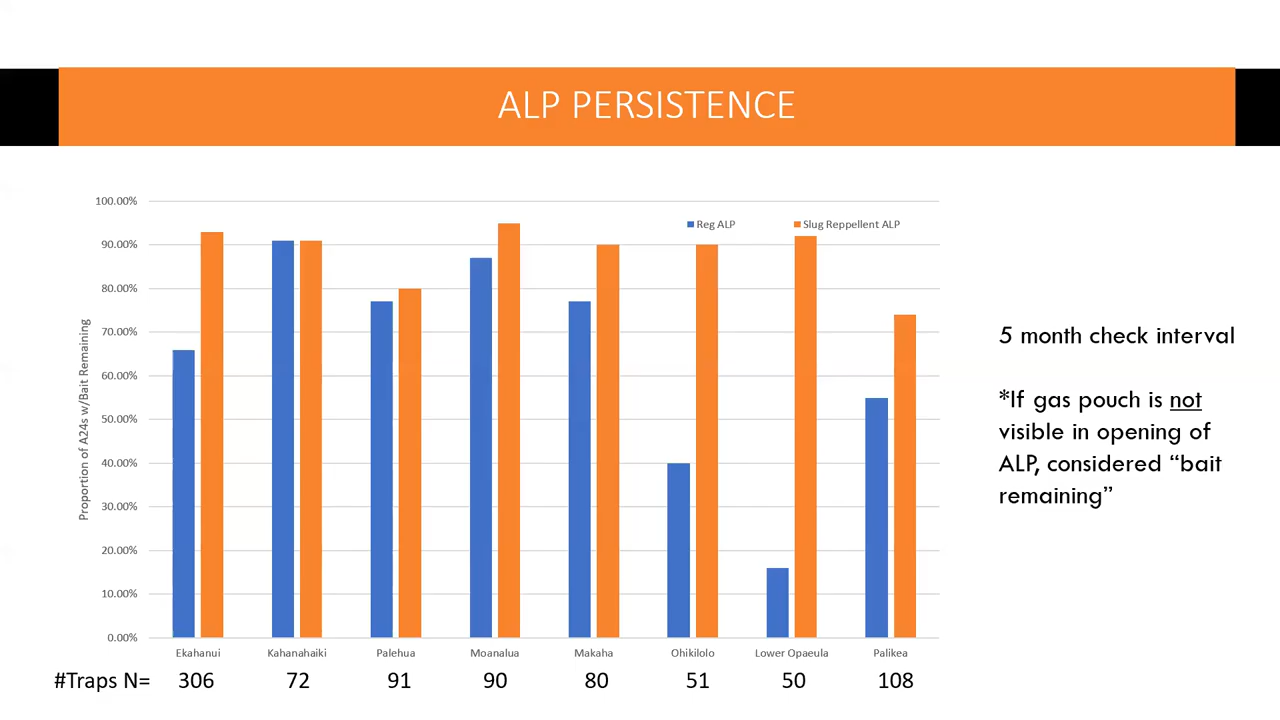 ALP PERSISTENCE
100.00%
90.00%
80.00%
70.00%
60.00%
50.00%
40.00%
30.00%
20.00%
10.00%
0.00%
Proportion of A24s w/Bait Remaining
Reg ALP
Slug Reppellent ALP
Ekahanui
Kahanahaiki
Palehua
Moanalua
Makaha
Ohikilolo
Lower Opaeula
Palikea
#Traps N= 306 72 91 90 80 51 50 108
5 month check interval
*If gas pouch is not
visible in opening of
ALP, considered “bait
remaining”